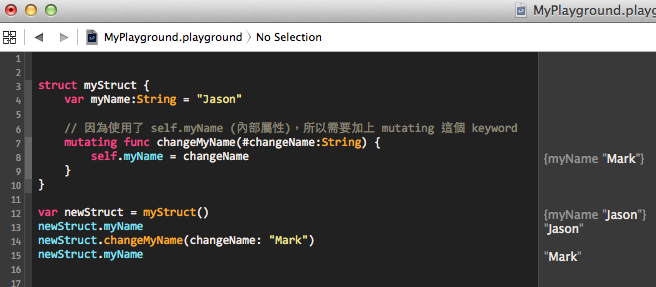 MyPlayground.playg
MyPlayground.playground › No Selection
1
2
3 struct myStruct {
4 var myName:String = "Jason"
5
6 // 因為使用了 self.myName (內部屬性)，所以需要加上 mutating 這個 keyword
7 mutating func changeMyName(#changeName:String) {
8 self.myName = changeName {myName "Mark"}
9 }
10 }
11
12 var newStruct = myStruct() {myName "Jason"}
13 newStruct.myName "Jason"
14 newStruct.changeMyName(changeName: "Mark")
15 newStruct.myName "Mark"
16
17